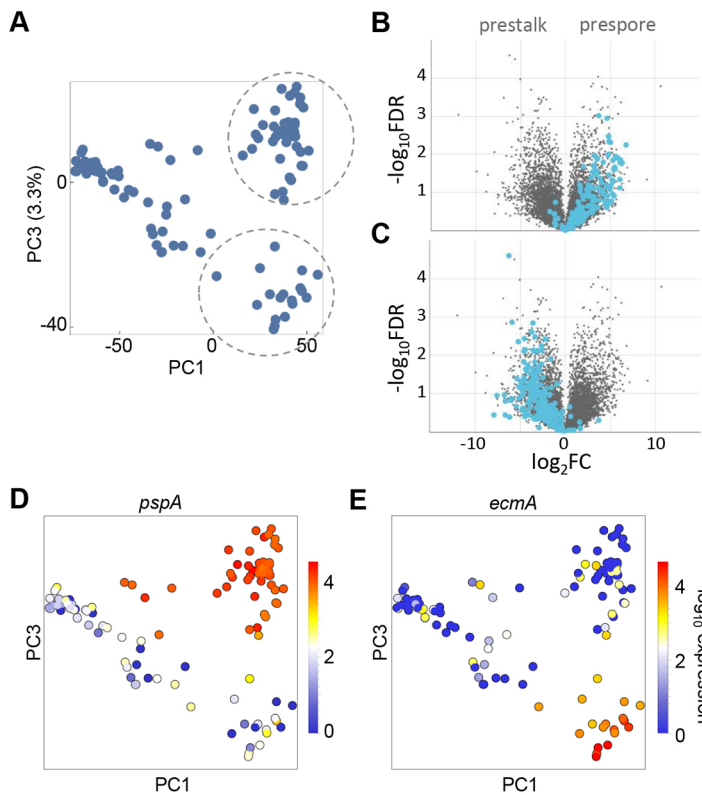 A
PC3 (3.3%)
0
-40
-50
0
50
PC1
B
prestalk
prespore
4
3
2
1
-log10FDR
C
4
3
2
1
-log10FDR
-10
0
10
log2FC
D
pspA
4
2
0
PC3
PC1
E
ecmA
4
2
0
log10 expression
PC3
PC1